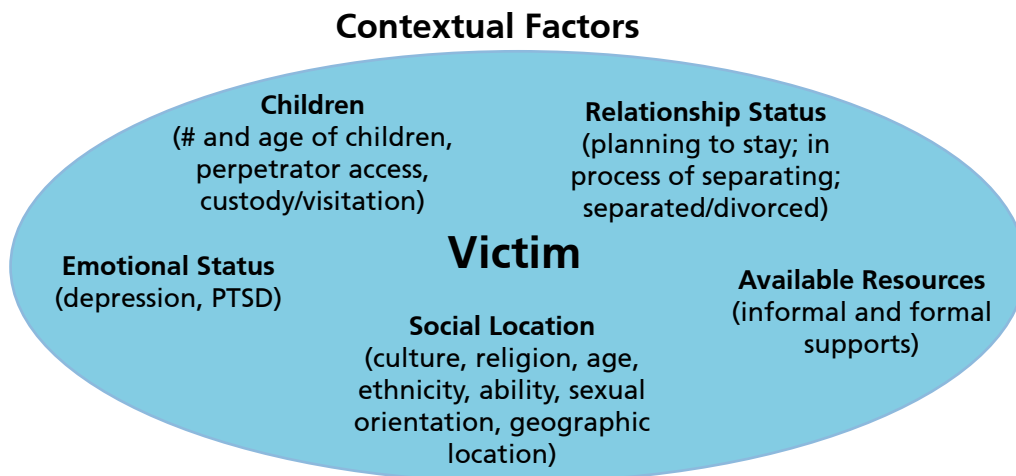 Contextual Factors
Children
(# and age of children,
perpetrator access,
custody/visitation)
Relationship Status
(planning to stay; in
process of separating;
separated/divorced)
Victim
Emotional Status
(depression, PTSD)
Available Resources
(informal and formal
supports)
Social Location
(culture, religion, age,
ethnicity, ability, sexual
orientation, geographic
location)